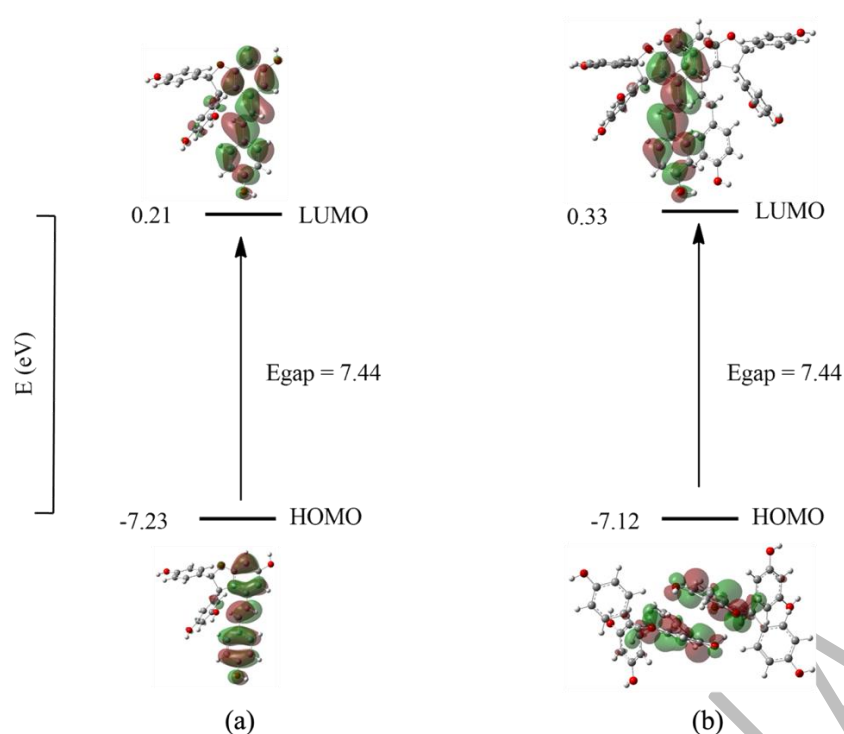 0.21
LUMO
0.33
LUMO
E (eV)
Egap = 7.44
Egap = 7.44
-7.23
HOMO
-7.12
HOMO
(a)
(b)